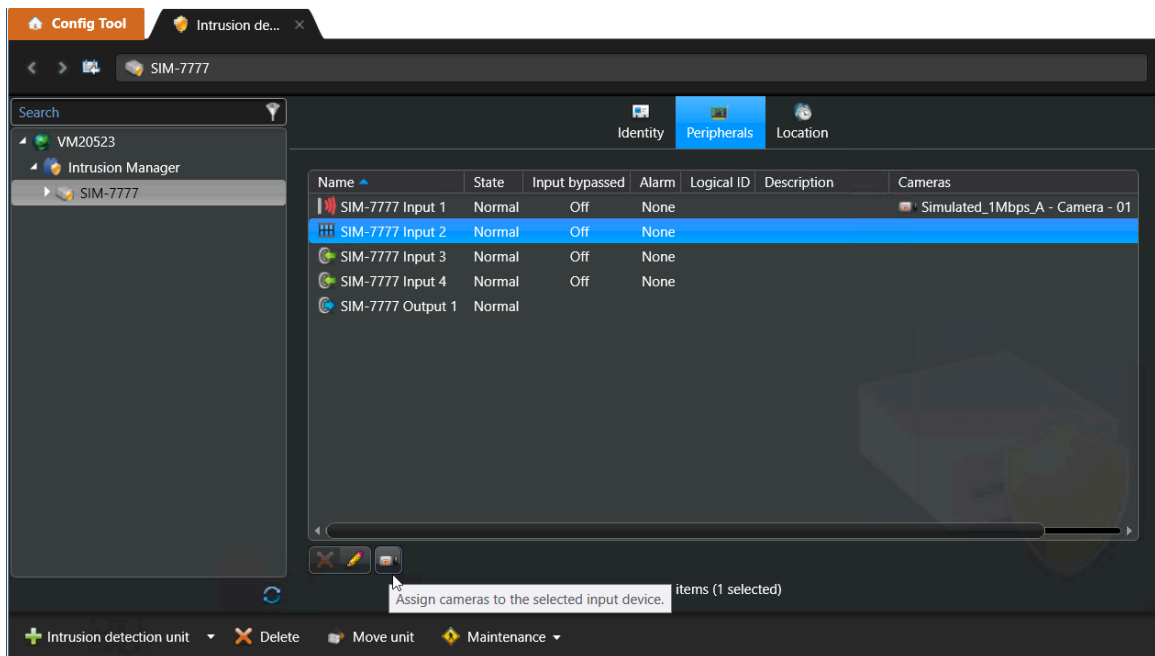 Config Tool
Intrusion de...
SIM-7777
Search
VM20523
Intrusion Manager
SIM-7777
Identity Peripherals Location
Name State Input bypassed Alarm Logical ID Description Cameras
SIM-7777 Input 1 Normal Off None Simulated_1Mbps_A - Camera - 01
SIM-7777 Input 2 Normal Off None
SIM-7777 Input 3 Normal Off None
SIM-7777 Input 4 Normal Off None
SIM-7777 Output 1 Normal
items (1 selected)
Assign cameras to the selected input device.
Intrusion detection unit Delete Move unit Maintenance